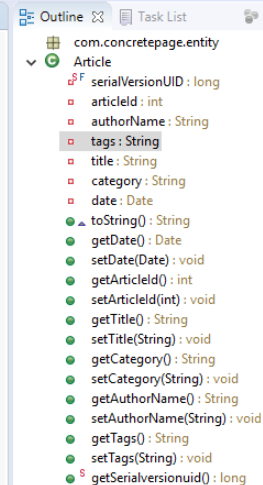 Outline Task List
com.concretepage.entity
Article
serialVersionUID : long
articleId : int
authorName : String
tags : String
title : String
category : String
date : Date
toString() : String
getDate() : Date
setDate(Date) : void
getArticleId() : int
setArticleId(int) : void
getTitle() : String
setTitle(String) : void
getCategory() : String
setCategory(String) : void
getAuthorName() : String
setAuthorName(String) : void
getTags() : String
setTags(String) : void
getSerialversionuid() : long